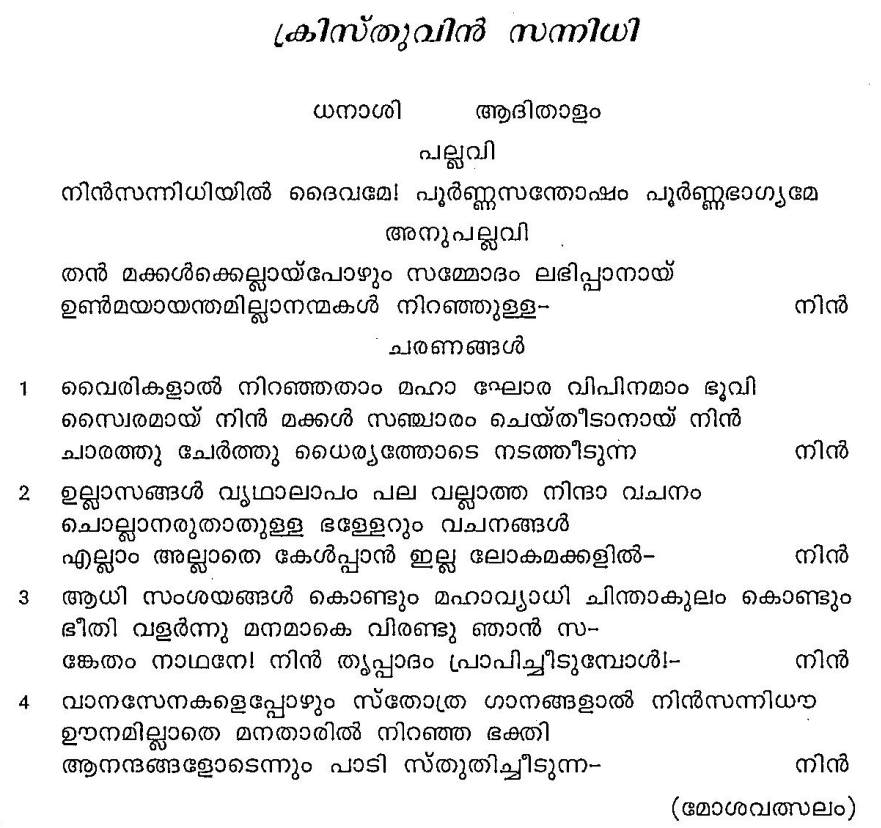 ക്രിസ്തുവിൻ സന്നിധി
ധനാശി ആദിതാളം
പല്ലവി
നിൻസന്നിധിയിൽ ദൈവമേ! പൂർണ്ണസന്തോഷം പൂർണ്ണഭാഗ്യമേ
അനുപല്ലവി
തൻ മക്കൾക്കെല്ലായ്പോഴും സമ്മോദം ലഭിപ്പാനായ്
ഉൺമയായന്തമില്ലാനന്മകൾ നിറഞ്ഞുള്ള- നിൻ
ചരണങ്ങൾ
1 വൈരികളാൽ നിറഞ്ഞതാം മഹാ ഘോര വിപിനമാം ഭൂവി
സ്വൈരമായ് നിൻ മക്കൾ സഞ്ചാരം ചെയ്തീടാനായ് നിൻ
ചാരത്തു ചേർത്തു ധൈര്യത്തോടെ നടത്തീടുന്ന നിൻ
2 ഉല്ലാസങ്ങൾ വൃഥാലാപം പല വല്ലാത്ത നിന്ദാ വചനം
ചൊല്ലാനരുതാതുള്ള ഭള്ളേറും വചനങ്ങൾ
എല്ലാം അല്ലാതെ കേൾപ്പാൻ ഇല്ല ലോകമക്കളിൽ- നിൻ
3 ആധി സംശയങ്ങൾ കൊണ്ടും മഹാവ്യാധി ചിന്താകുലം കൊണ്ടും
ഭീതി വളർന്നു മനമാകെ വിരണ്ടു ഞാൻ സ-
ങ്കേതം നാഥനേ! നിൻ തൃപ്പാദം പ്രാപിച്ചീടുമ്പോൾ!- നിൻ
4 വാനസേനകളെപ്പോഴും സ്തോത്ര ഗാനങ്ങളാൽ നിൻസന്നിധൗ
ഊനമില്ലാതെ മനതാരിൽ നിറഞ്ഞ ഭക്തി
ആനന്ദങ്ങളോടെന്നും പാടി സ്തുതിച്ചീടുന്ന- നിൻ
(മോശവത്സലം)